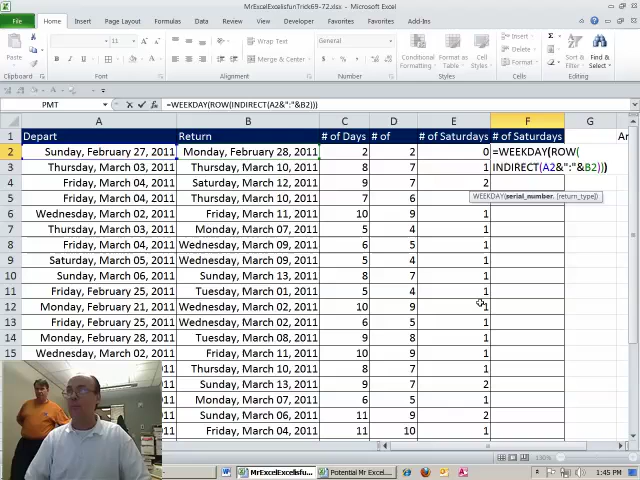 MrExcelExcelisfunTrick69-72.xlsx - Microsoft Excel
File Home Insert Page Layout Formulas Data Review View Developer Foxtrot Add-Ins
Paste Clipboard Font Alignment Number Styles Cells Editing
11 Wrap Text General Insert
Merge & Center Delete
Conditional Formatting Format as Table Cell Styles Format Sort & Filter Find & Select
PMT =WEEKDAY(ROW(INDIRECT(A2&":"&B2)))
A B C D E F G H
1 Depart Return # of Days # of # of Saturdays # of Saturdays
2 Sunday, February 27, 2011 Monday, February 28, 2011 2 2 0 =WEEKDAY(ROW(
INDIRECT(A2&":"&B2)))
3 Thursday, March 03, 2011 Thursday, March 10, 2011 8 7 1
4 Friday, March 04, 2011 Saturday, March 12, 2011 9 7 2
WEEKDAY(serial_number, [return_type])
5 Friday, March 04, 2011 Thursday, March 10, 2011 7 6
6 Wednesday, March 02, 2011 Friday, March 11, 2011 10 9 1
7 Thursday, March 03, 2011 Monday, March 07, 2011 5 4 1
8 Friday, March 04, 2011 Wednesday, March 09, 2011 6 5 1
9 Saturday, March 05, 2011 Wednesday, March 09, 2011 5 4 1
10 Sunday, March 06, 2011 Sunday, March 13, 2011 8 7 1
11 Friday, February 25, 2011 Tuesday, March 01, 2011 5 4 1
12 Monday, February 21, 2011 Wednesday, March 02, 2011 10 9 1
13 Friday, February 25, 2011 Wednesday, March 02, 2011 6 5 1
14 Monday, February 28, 2011 Tuesday, March 08, 2011 9 8 1
15 Wednesday, March 02, 2011 Friday, March 11, 2011 10 9 1
Thursday, March 10, 2011 8 7 1
Sunday, March 13, 2011 9 7 2
Monday, March 07, 2011 6 5 1
Sunday, March 06, 2011 11 9 2
Friday, March 04, 2011 11 10 1
130%
MrExcelExcelisfunTrick... Potential Mr Excel.... 1:45 PM